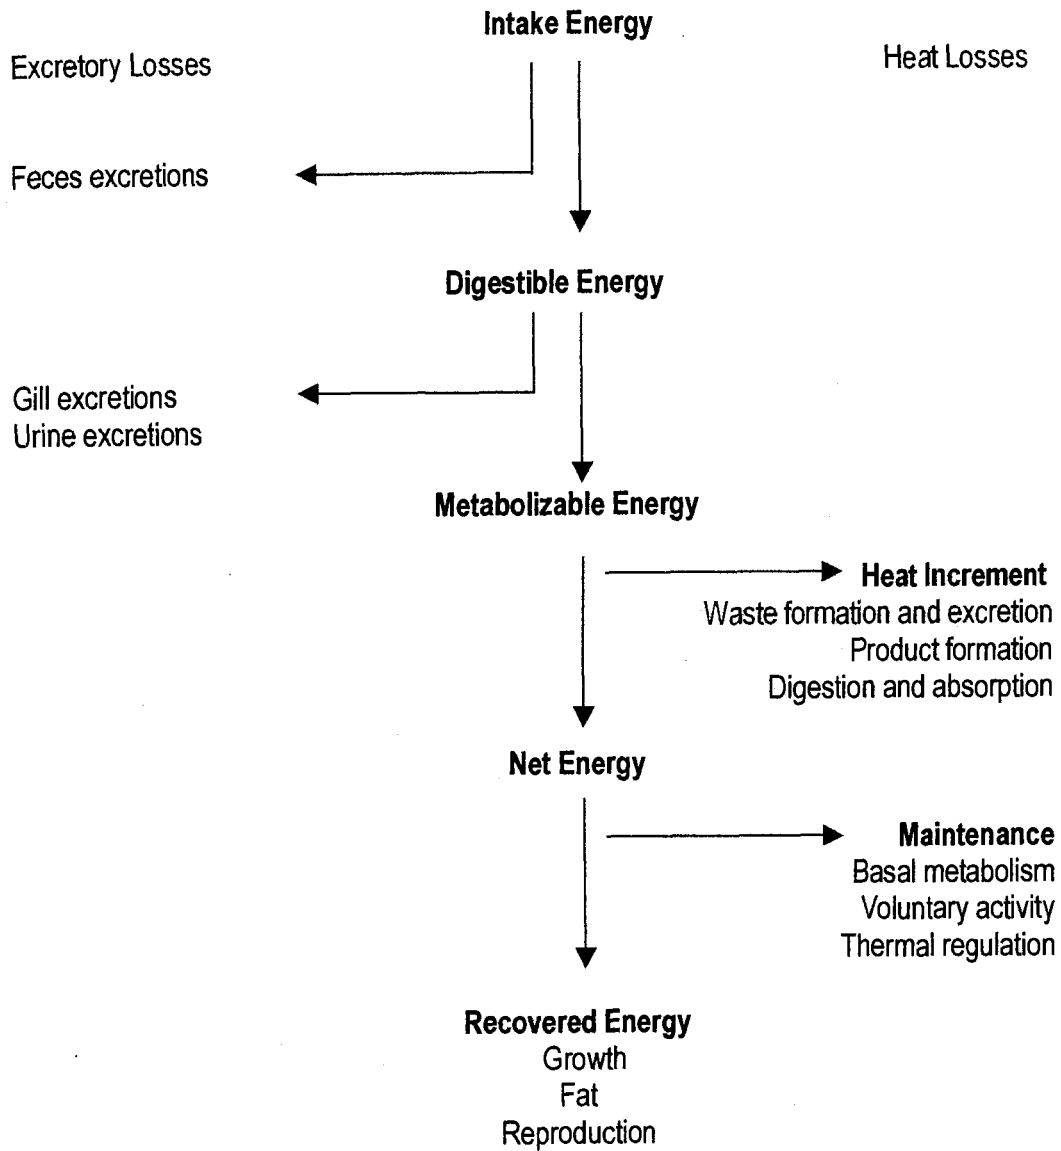 Intake Energy
Excretory Losses
Heat Losses
Feces excretions
Digestible Energy
Gill excretions
Urine excretions
Metabolizable Energy
Heat Increment
Waste formation and excretion
Product formation
Digestion and absorption
Net Energy
Maintenance
Basal metabolism
Voluntary activity
Thermal regulation
Recovered Energy
Growth
Fat
Reproduction